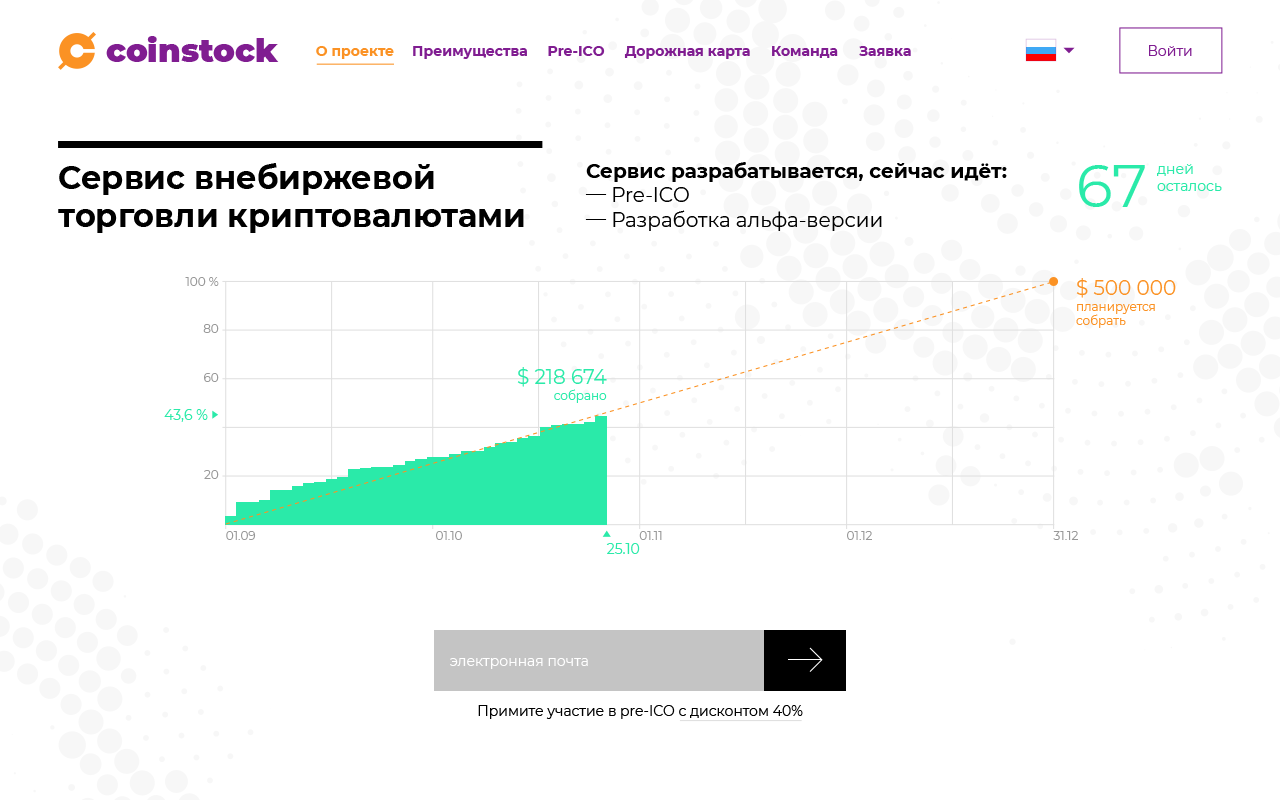 coinstock
О проекте
Преимущества
Pre-ICO
Дорожная карта
Команда
Заявка
Войти
Сервис внебиржевой
торговли криптовалютами
Сервис разрабатывается, сейчас идёт:
— Pre-ICO
— Разработка альфа-версии
67
дней
осталось
100 %
80
60
43,6 %
20
$ 218 674
собрано
$ 500 000
планируется
собрать
01.09
01.10
25.10
01.11
01.12
31.12
электронная почта
Примите участие в pre-ICO с дисконтом 40%